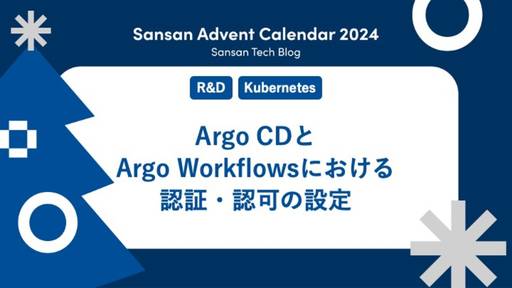 Sansan Advent Calendar 2024
Sansan Tech Blog
R&D Kubernetes
Argo CDと
Argo Workflowsにおける
認証・認可の設定